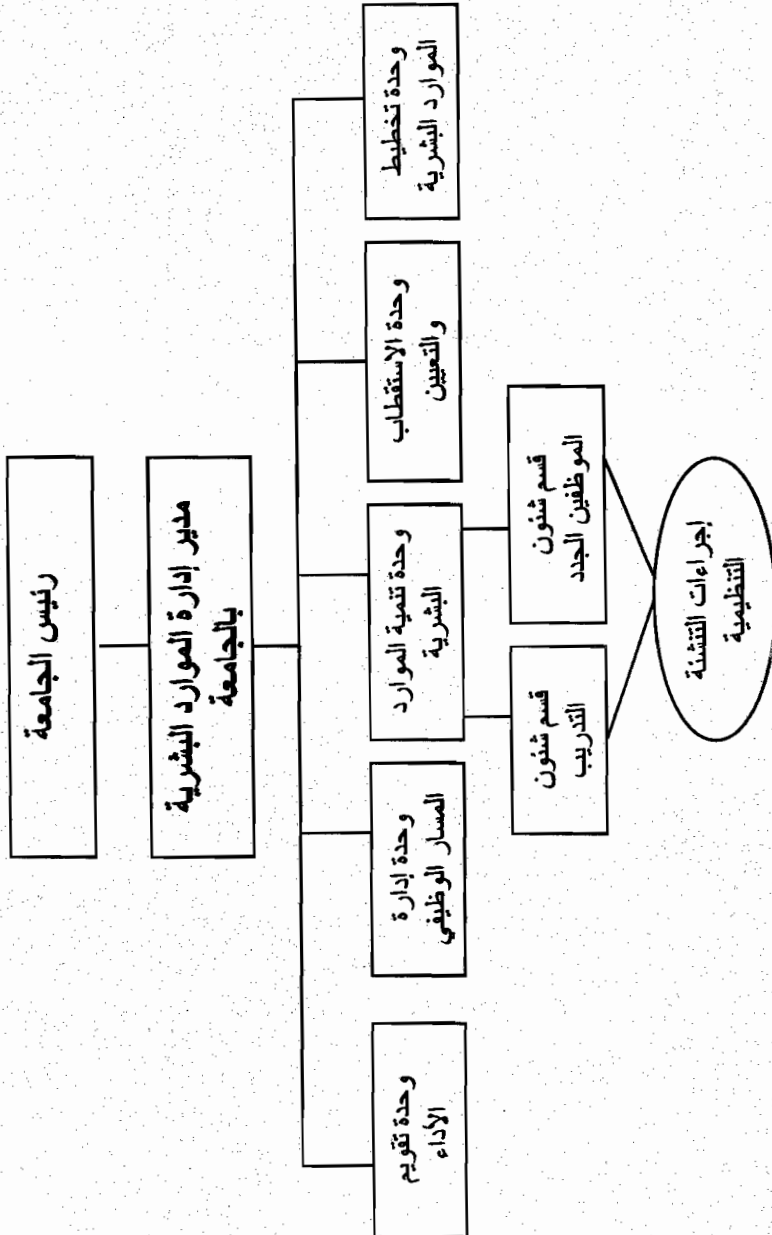 رئيس الجامعة
مدير إدارة الموارد البشرية
بالجامعة
وحدة تخطيط
الموارد البشرية
وحدة الاستقطاب
والتعيين
وحدة تنمية الموارد
البشرية
وحدة إدارة
المسار الوظيفي
وحدة تقويم
الأداء
قسم شئون
الموظفين الجدد
قسم شئون
التدريب
إجراءات التنشئة
التنظيمية